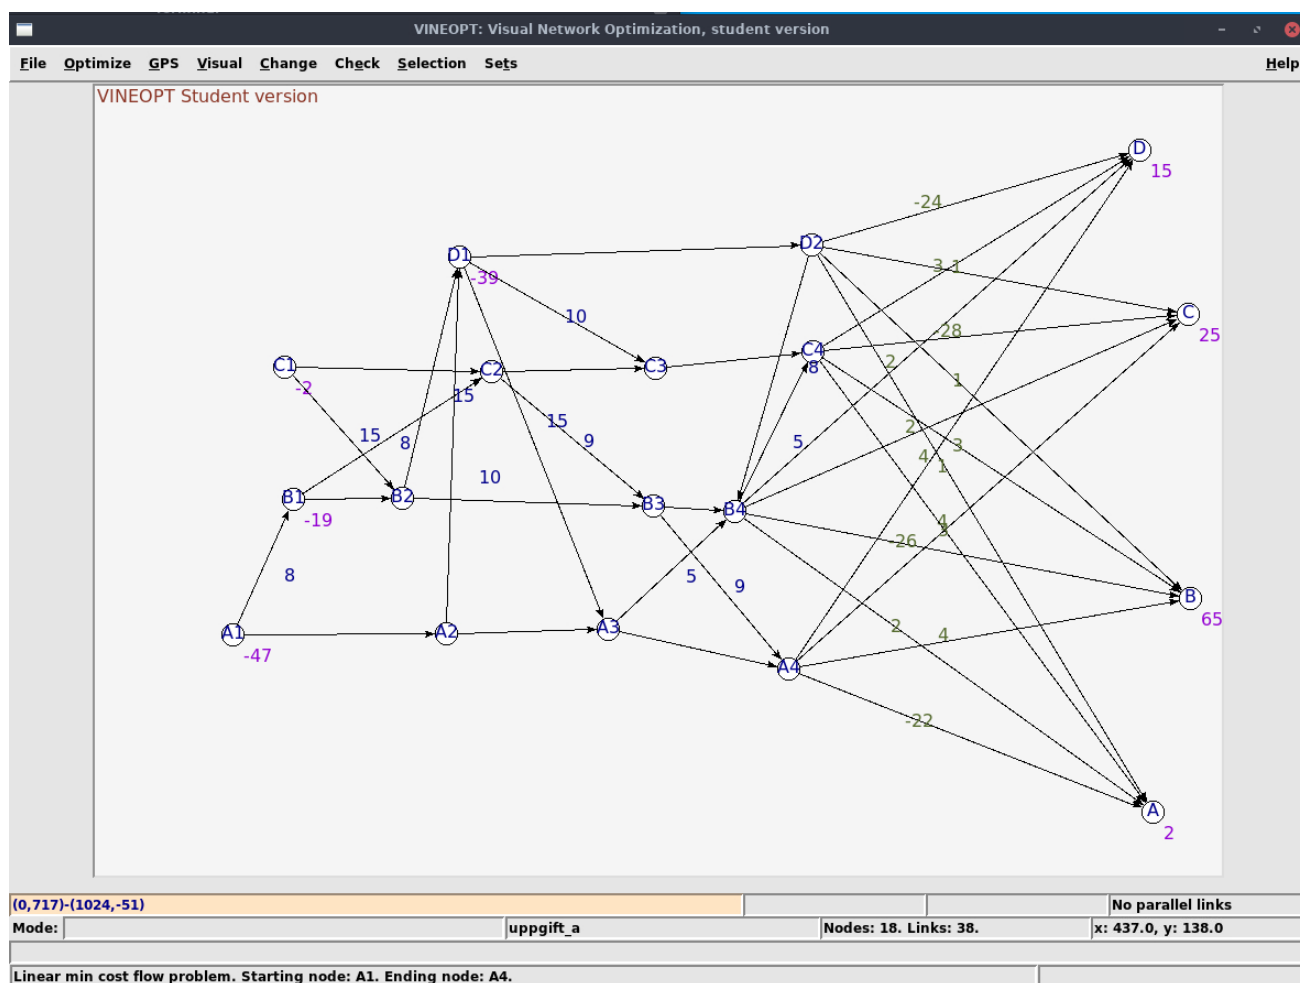 VINEOPT: Visual Network Optimization, student version
File Optimize GPS Visual Change Check Selection Sets Help
VINEOPT Student version
D
15
-24
D2
D1
-39
3 -1
10
C
25
-28
C4
8
C1
-2
C2
C3
2
1
15
15
9
2
3
15
8
5
4
1
10
B1
-19
B2
B3
B4
4
3
-26
8
5
9
B
65
A1
-47
A2
A3
2
4
A4
-22
A
2
(0,717)-(1024,-51)
No parallel links
Mode:
uppgift_a
Nodes: 18. Links: 38.
x: 437.0, y: 138.0
Linear min cost flow problem. Starting node: A1. Ending node: A4.